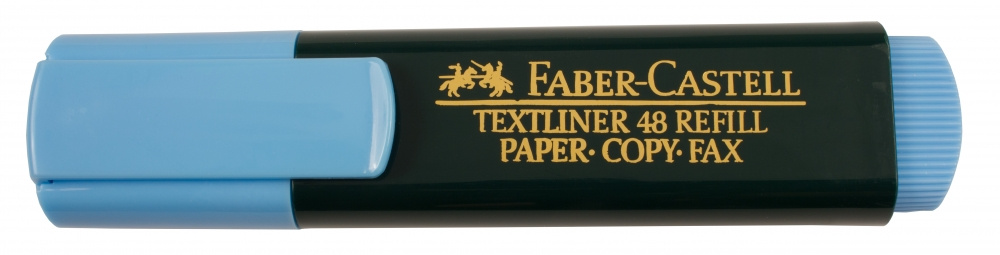 FABER-CASTELL
TEXTLINER 48 REFILL
PAPER· COPY· FAX